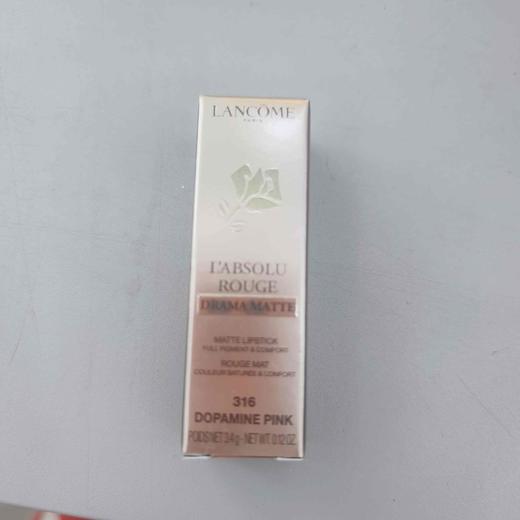 LANCÔME
PARIS
L'ABSOLU
ROUGE
DRAMA MATTE
MATTE LIPSTICK
FULL PIGMENT & COMFORT
ROUGE MAT
COULEUR SATURÉE & CONFORT
316
DOPAMINE PINK
POIDS NET 3.4g - NET WT. 0.12 OZ.